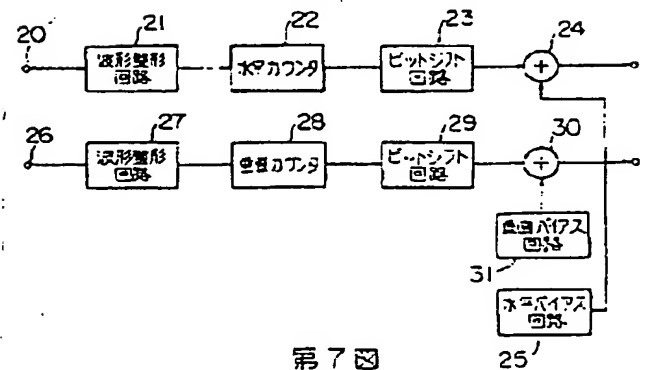 20
21
22
23
24
波形整形
回路
水平カウンタ
ビットシフト
回路
+
26
27
28
29
30
波形整形
回路
垂直カウンタ
ビットシフト
回路
+
垂直バイアス
回路
31
水平バイアス
回路
25
第7図